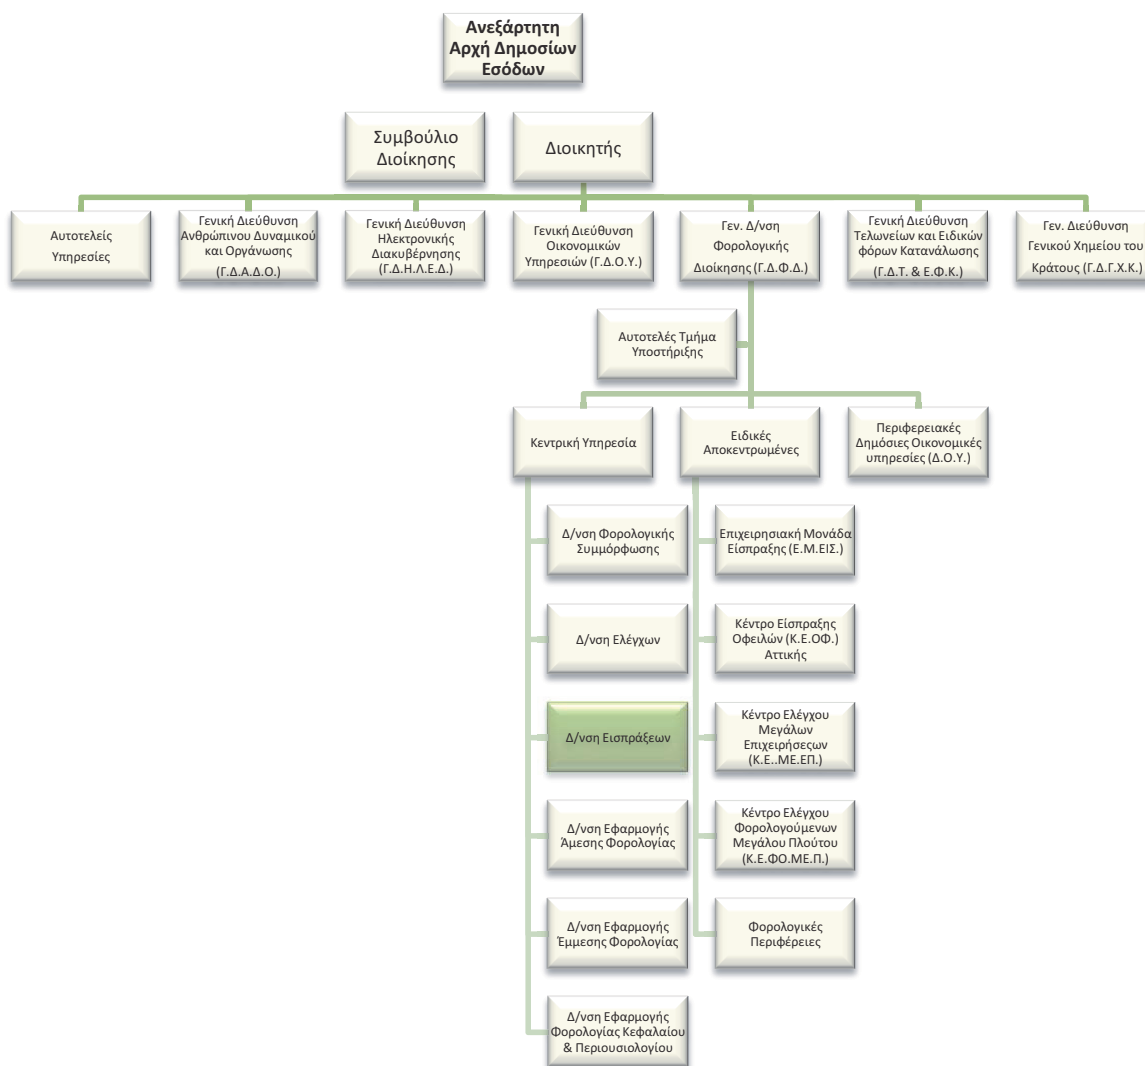 Ανεξάρτητη
Αρχή Δημοσίων
Εσόδων
Συμβούλιο
Διοίκησης
Διοικητής
Αυτοτελείς
Υπηρεσίες
Γενική Διεύθυνση
Ανθρώπινου Δυναμικού
και Οργάνωσης
(Γ.Δ.Α.Δ.Ο.)
Γενική Διεύθυνση
Ηλεκτρονικής
Διακυβέρνησης
(Γ.Δ.Η.Λ.Ε.Δ.)
Γενική Διεύθυνση
Οικονομικών
Υπηρεσιών (Γ.Δ.Ο.Υ.)
Γεν. Δ/νση
Φορολογικής
Διοίκησης (Γ.Δ.Φ.Δ.)
Γενική Διεύθυνση
Τελωνείων και Ειδικών
φόρων Κατανάλωσης
(Γ.Δ.Τ. & Ε.Φ.Κ.)
Γεν. Διεύθυνση
Γενικού Χημείου του
Κράτους (Γ.Δ.Γ.Χ.Κ.)
Αυτοτελές Τμήμα
Υποστήριξης
Κεντρική Υπηρεσία
Ειδικές
Αποκεντρωμένες
Περιφερειακές
Δημόσιες Οικονομικές
υπηρεσίες (Δ.Ο.Υ.)
Δ/νση Φορολογικής
Συμμόρφωσης
Επιχειρησιακή Μονάδα
Είσπραξης (Ε.Μ.ΕΙΣ.)
Δ/νση Ελέγχων
Κέντρο Είσπραξης
Οφειλών (Κ.Ε.ΟΦ.)
Αττικής
Δ/νση Εισπράξεων
Κέντρο Ελέγχου
Μεγάλων
Επιχειρήσεςων
(Κ.Ε..ΜΕ.ΕΠ.)
Δ/νση Εφαρμογής
Άμεσης Φορολογίας
Κέντρο Ελέγχου
Φορολογούμενων
Μεγάλου Πλούτου
(Κ.Ε.ΦΟ.ΜΕ.Π.)
Δ/νση Εφαρμογής
Έμμεσης Φορολογίας
Φορολογικές
Περιφέρειες
Δ/νση Εφαρμογής
Φορολογίας Κεφαλαίου
& Περιουσιολογίου